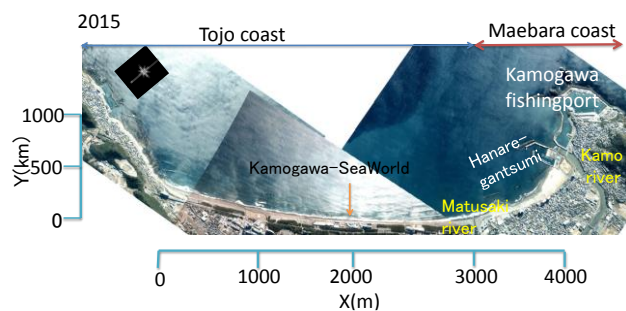 2015
Tojo coast
Maebara coast
Kamogawa
fishingport
Hanare-
gantsumi
Kamo
river
Kamogawa-SeaWorld
Matusaki
river
Y(km)
1000
500
0
0
1000
2000
3000
4000
X(m)